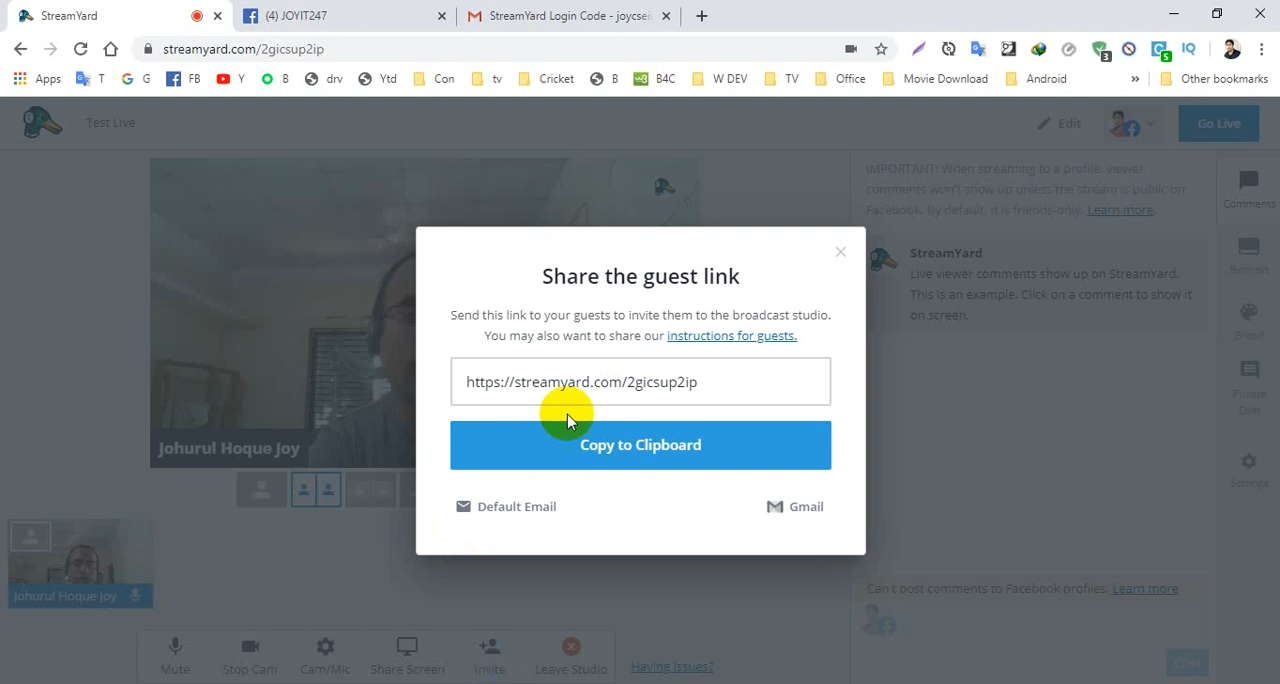 StreamYard
(4) JOYIT247
StreamYard Login Code - joycsei
streamyard.com/2gicsup2ip
Apps T G FB YT B drv Ytd Con tv Cricket B B4C W DEV TV Office Movie Download Android » Other bookmarks
3 5 IQ
Test Live
Edit
Go Live
IMPORTANT: When streaming to a profile, viewer
comments won't show up unless the stream is public on
Facebook. By default, it is friends-only. Learn more.
StreamYard
Live viewer comments show up on StreamYard.
This is an example. Click on a comment to show it
on screen.
Comments
Banners
Brand
Private
Chat
Settings
Share the guest link
Send this link to your guests to invite them to the broadcast studio.
You may also want to share our instructions for guests.
https://streamyard.com/2gicsup2ip
Copy to Clipboard
Default Email
Gmail
Johurul Hoque Joy
Johurul Hoque Joy
Can't post comments to Facebook profiles. Learn more
Chat
Mute
Stop Cam
Cam/Mic
Share Screen
Invite
Leave Studio
Having issues?